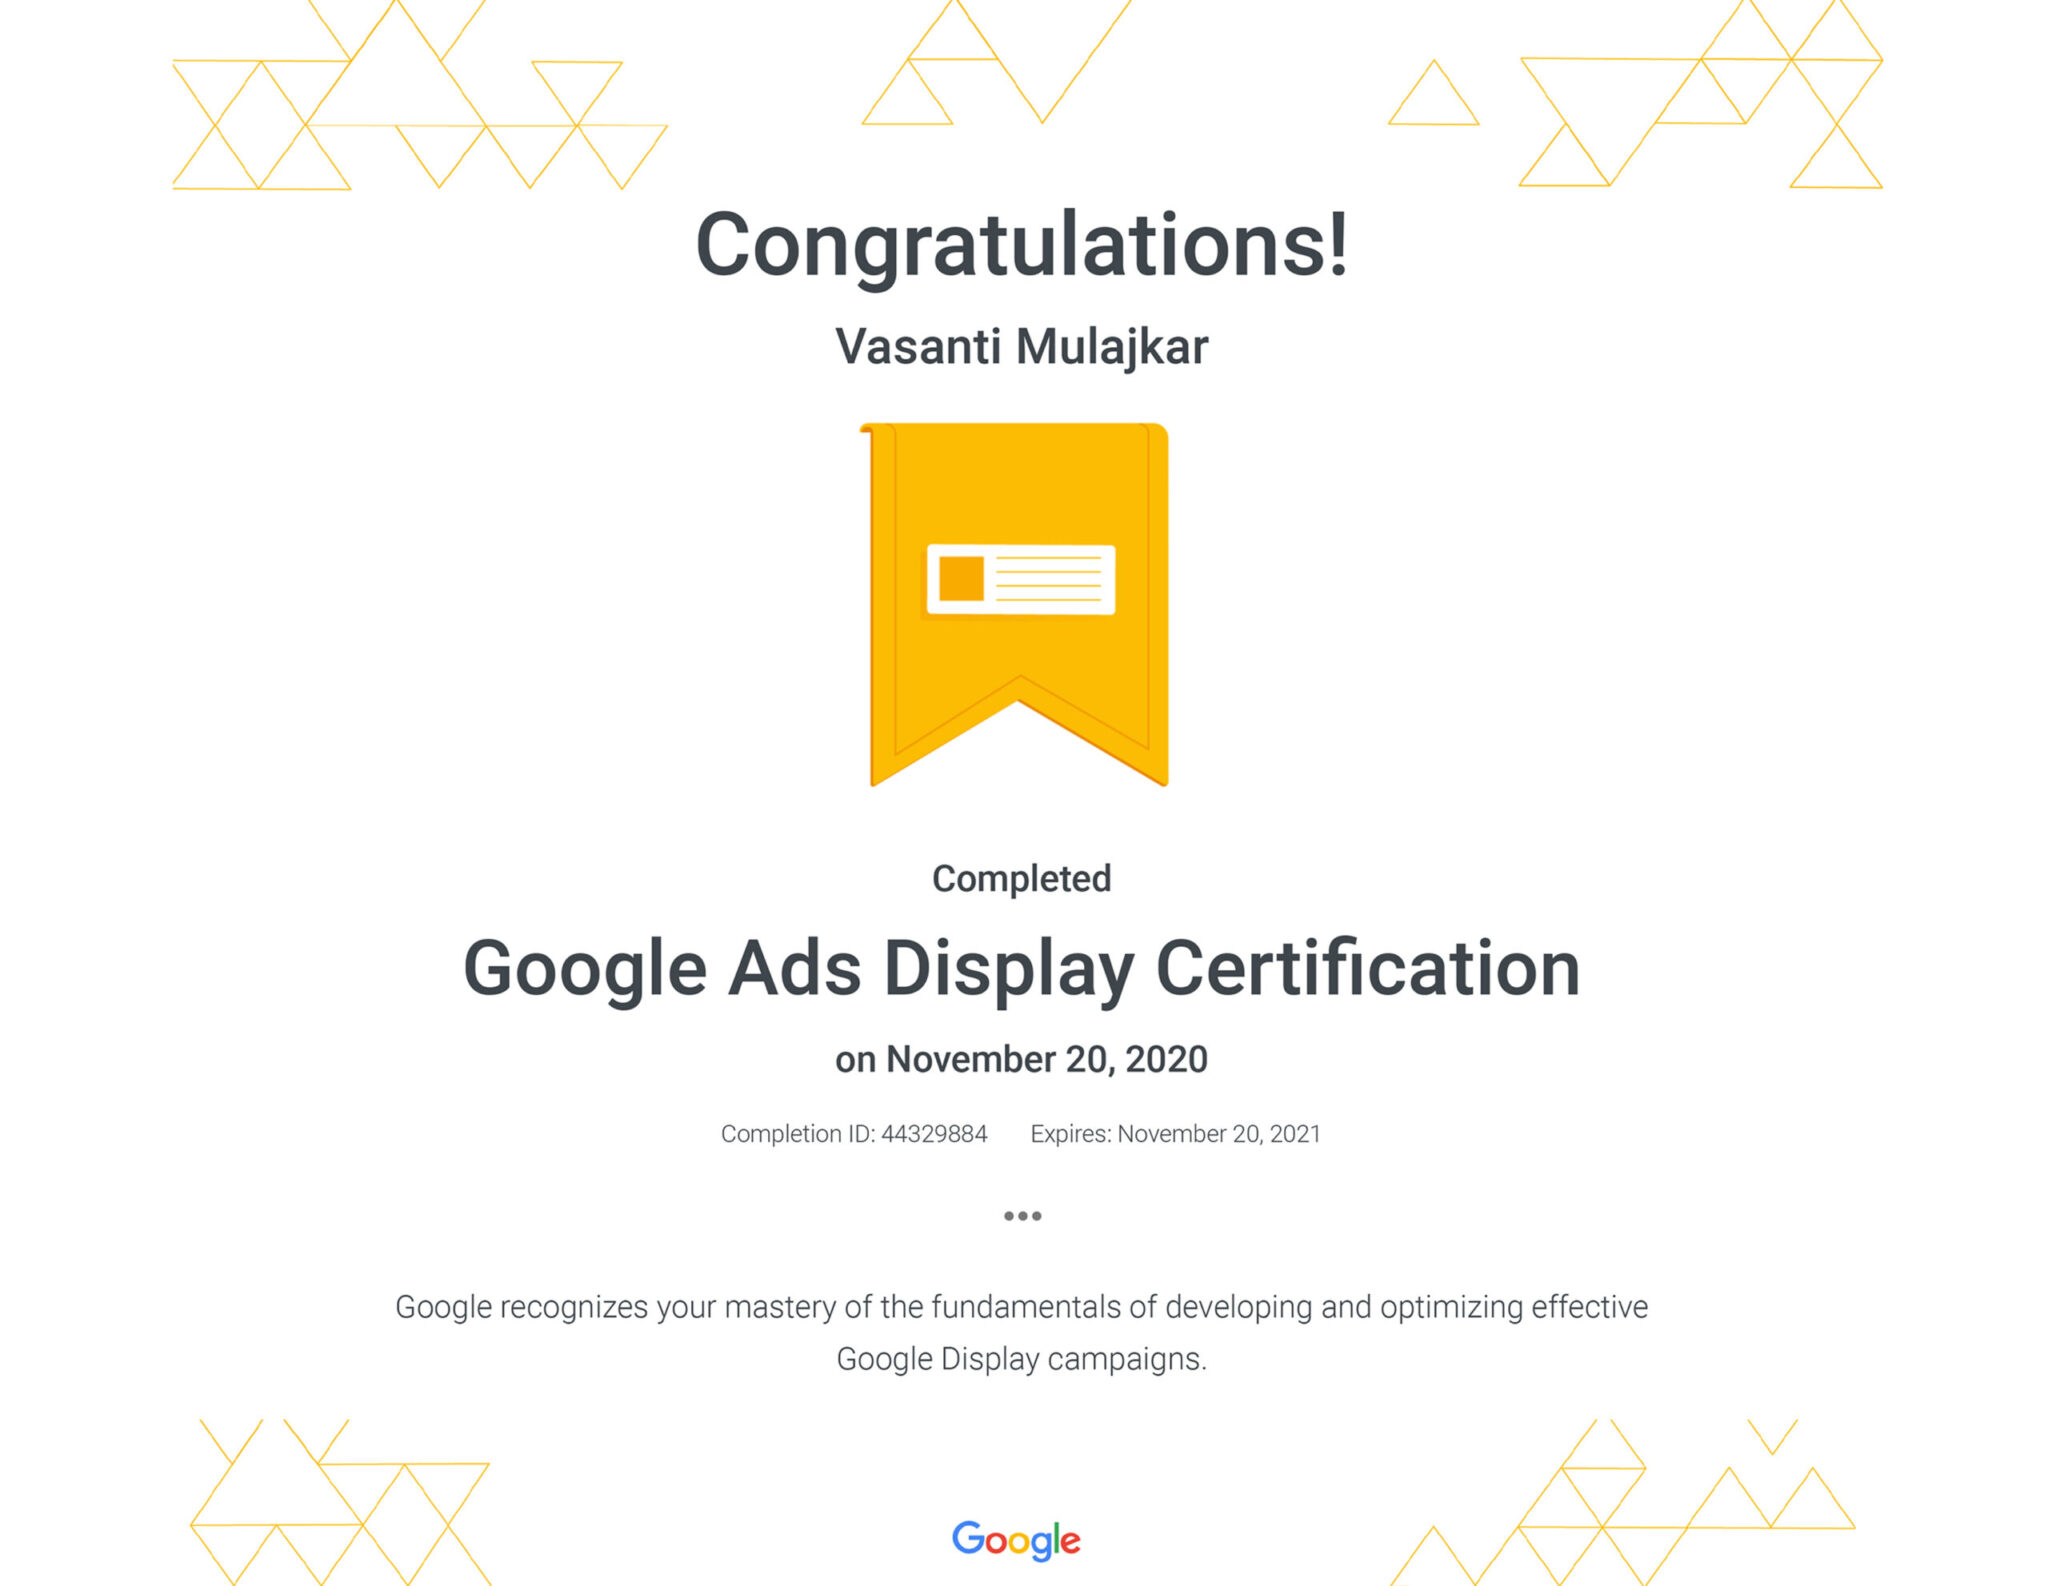 Congratulations!
Vasanti Mulajkar
Completed
Google Ads Display Certification
on November 20, 2020
Completion ID: 44329884 Expires: November 20, 2021
Google recognizes your mastery of the fundamentals of developing and optimizing effective
Google Display campaigns.
Google